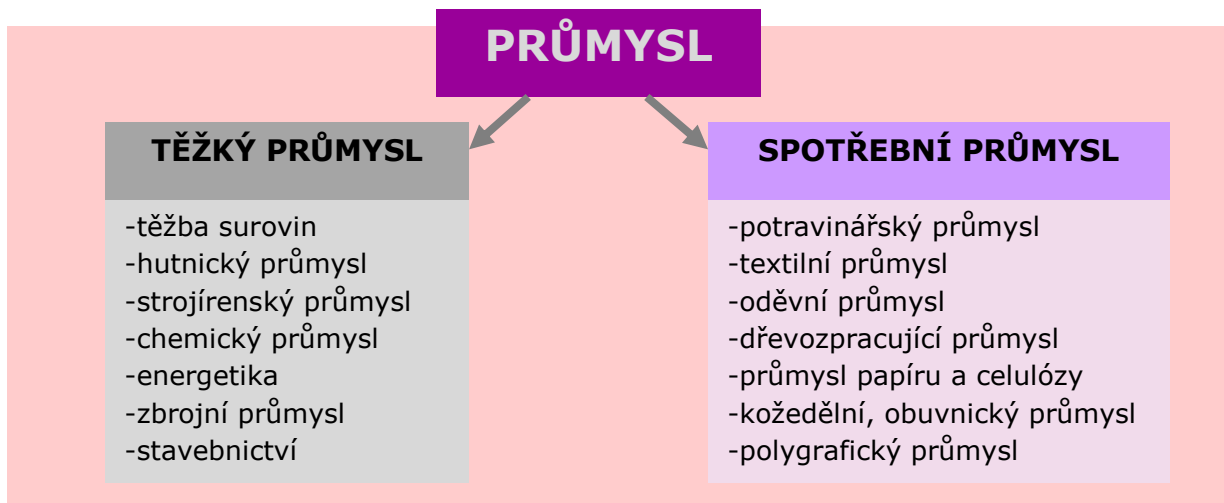 PRŮMYSL
TĚŽKÝ PRŮMYSL
-těžba surovin
-hutnický průmysl
-strojírenský průmysl
-chemický průmysl
-energetika
-zbrojní průmysl
-stavebnictví
SPOTŘEBNÍ PRŮMYSL
-potravinářský průmysl
-textilní průmysl
-oděvní průmysl
-dřevozpracující průmysl
-průmysl papíru a celulózy
-kožedělní, obuvnický průmysl
-polygrafický průmysl